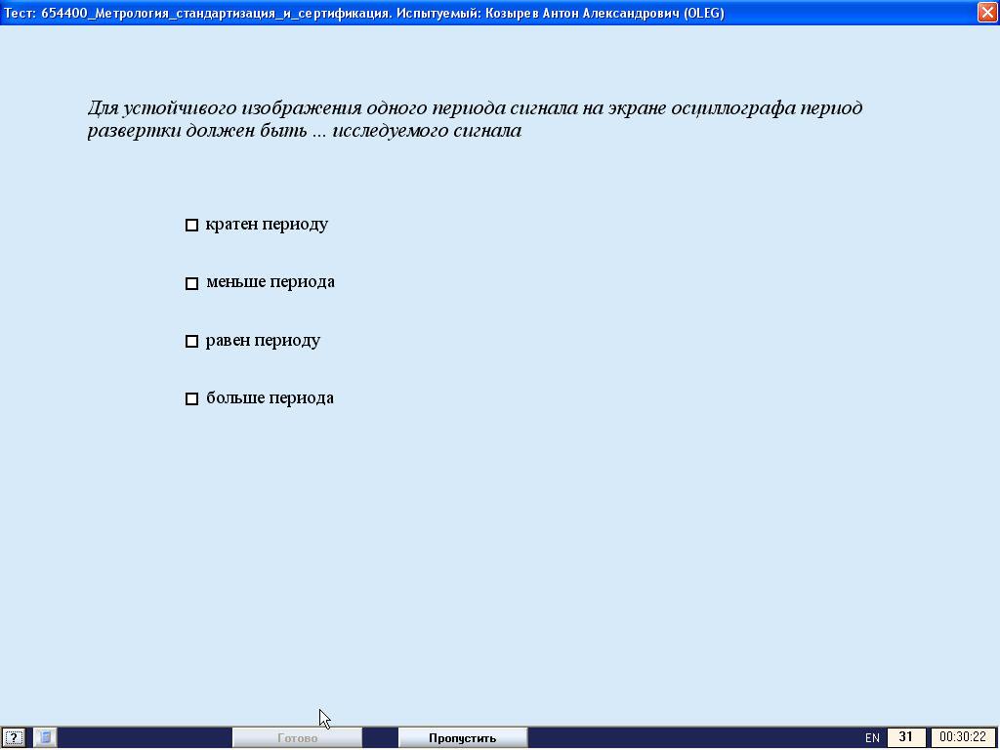 Тест: 654400_Метрология_стандартизация_и_сертификация. Испытуемый: Козырев Антон Александрович (OLEG)
Для устойчивого изображения одного периода сигнала на экране осциллографа период
развертки должен быть ... исследуемого сигнала
кратен периоду
меньше периода
равен периоду
больше периода
? Готово Пропустить EN 31 00:30:22